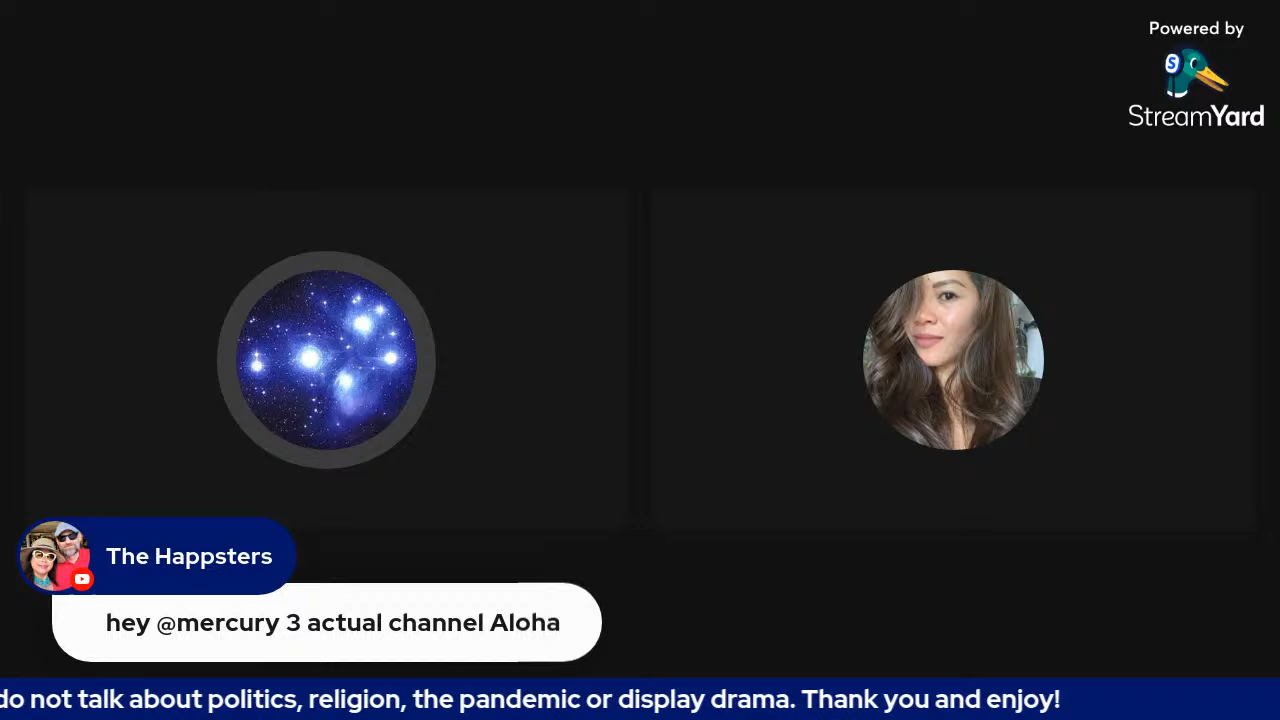 Powered by
S
StreamYard
The Happsters
hey @mercury 3 actual channel Aloha
do not talk about politics, religion, the pandemic or display drama. Thank you and enjoy!